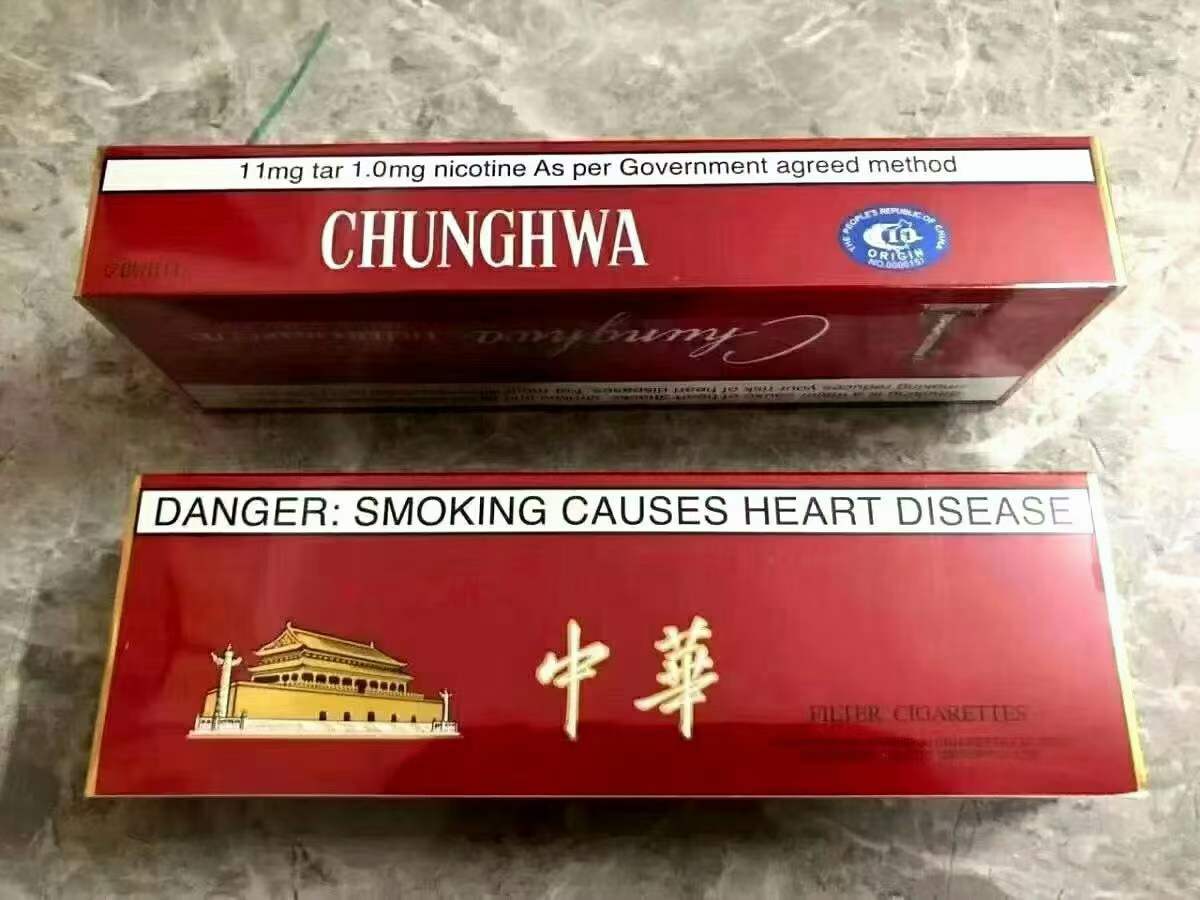 11mg tar 1.0mg nicotine As per Government agreed method
CHUNGHWA
THE PEOPLE'S REPUBLIC OF CHINA
ORIGIN
Chunghwa
DANGER: SMOKING CAUSES HEART DISEASE
中華
FILTER CIGARETTES